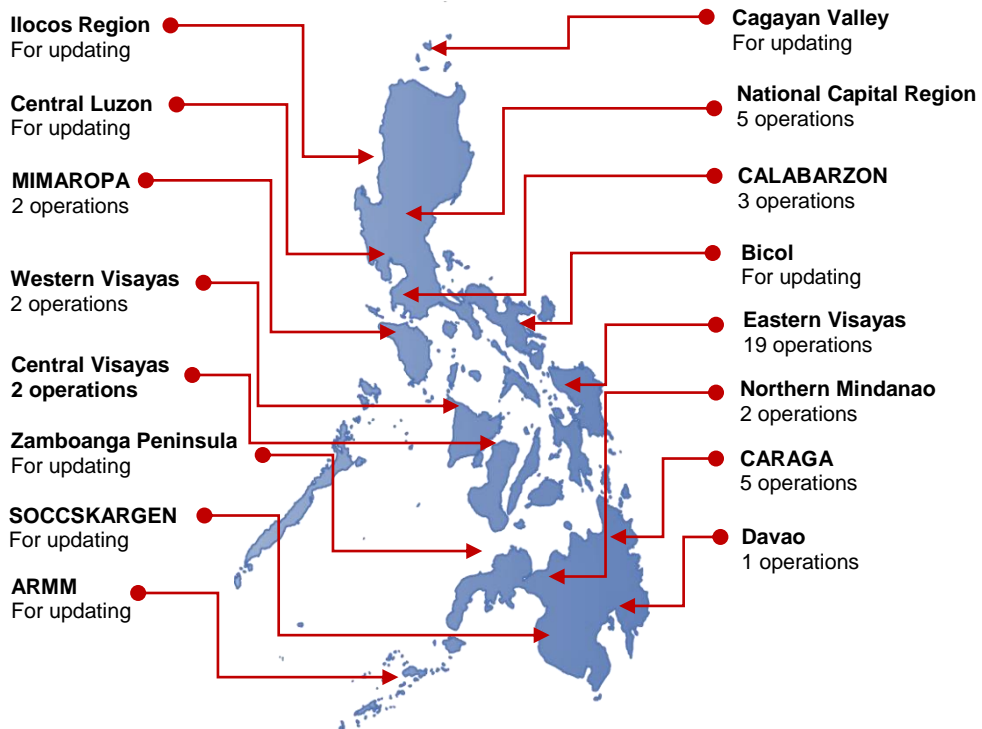 Ilocos Region
For updating
Central Luzon
For updating
MIMAROPA
2 operations
Western Visayas
2 operations
Central Visayas
2 operations
Zamboanga Peninsula
For updating
SOCCSKARGEN
For updating
ARMM
For updating
Cagayan Valley
For updating
National Capital Region
5 operations
CALABARZON
3 operations
Bicol
For updating
Eastern Visayas
19 operations
Northern Mindanao
2 operations
CARAGA
5 operations
Davao
1 operations